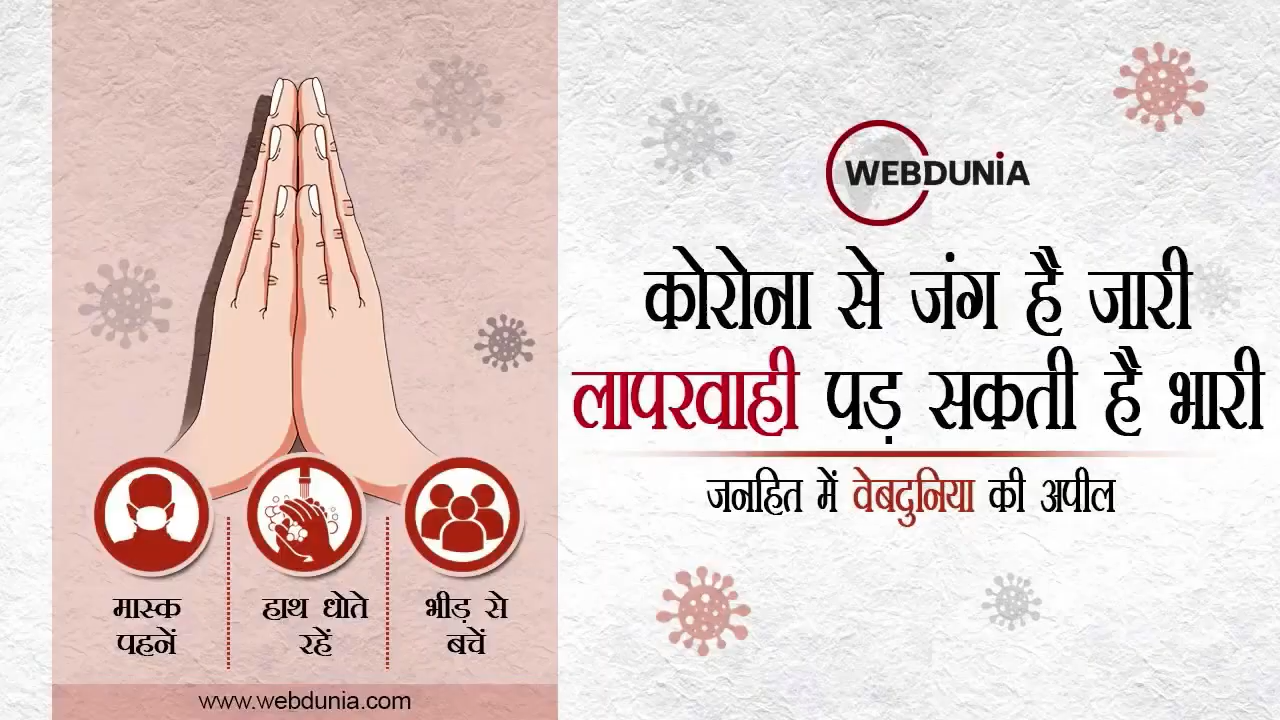 WEBDUNIA
कोरोना से जंग है जारी
लापरवाही पड़ सकती है भारी
जनहित में वेबदुनिया की अपील
मास्क
पहनें
हाथ धोते
रहें
भीड़ से
बचें
www.webdunia.com